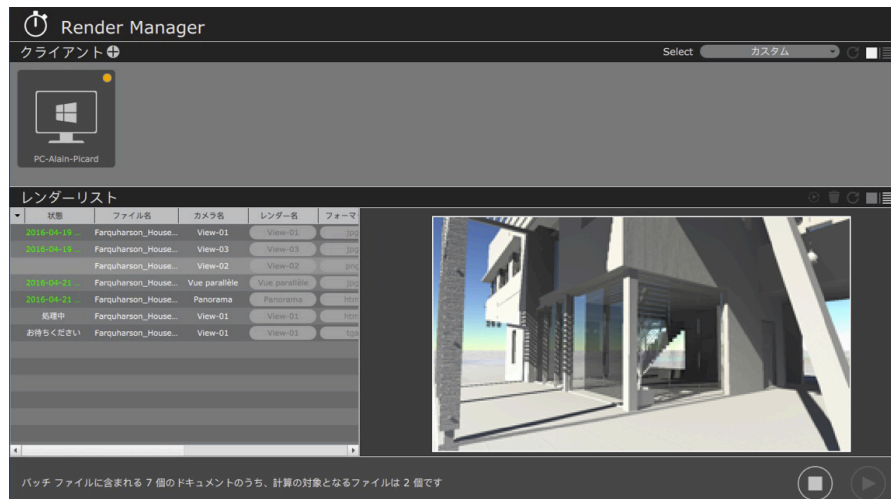 Render Manager
クライアント
Select カスタム
PC-Alain-Picard
レンダーリスト
状態 ファイル名 カメラ名 レンダー名 フォーマ
2016-04-19 ... Farquharson_House... View-01 View-01 jpg
2016-04-19 ... Farquharson_House... View-03 View-03 jpg
Farquharson_House... View-02 View-02 png
2016-04-21 ... Farquharson_House... Vue parallèle Vue parallèle jpg
2016-04-21 ... Farquharson_House... Panorama Panorama htm
処理中 Farquharson_House... View-01 View-01 htm
お待ちください Farquharson_House... View-01 View-01 tga
バッチ ファイルに含まれる 7 個のドキュメントのうち、計算の対象となるファイルは 2 個です